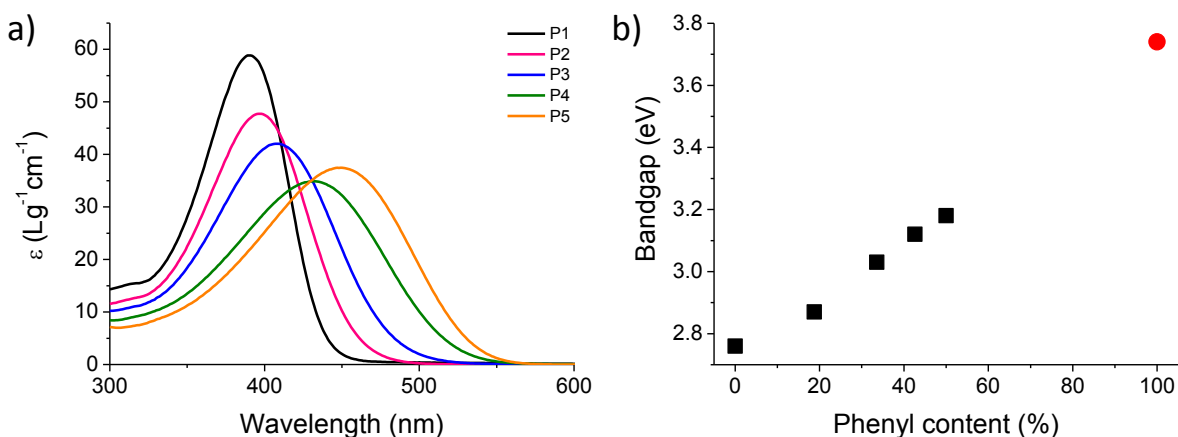 a)
P1
P2
P3
P4
P5
60
50
40
30
20
10
0
ε (Lg⁻¹cm⁻¹)
300
400
500
600
Wavelength (nm)
b)
3.8
3.6
3.4
3.2
3.0
2.8
Bandgap (eV)
0
20
40
60
80
100
Phenyl content (%)